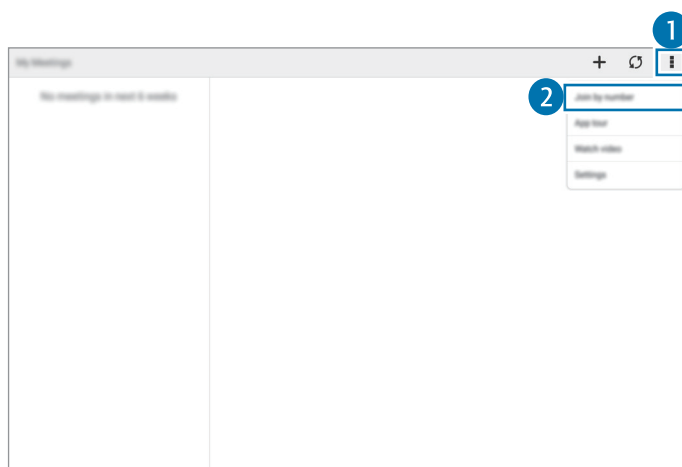 1
My Meetings
No meetings in next 6 weeks
2
Join by number
App tour
Watch video
Settings